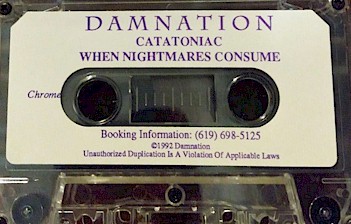 DAMNATION
CATATONIAC
WHEN NIGHTMARES CONSUME
Chrome
Booking Information: (619) 698-5125
©1992 Damnation
Unauthorized Duplication Is A Violation Of Applicable Laws